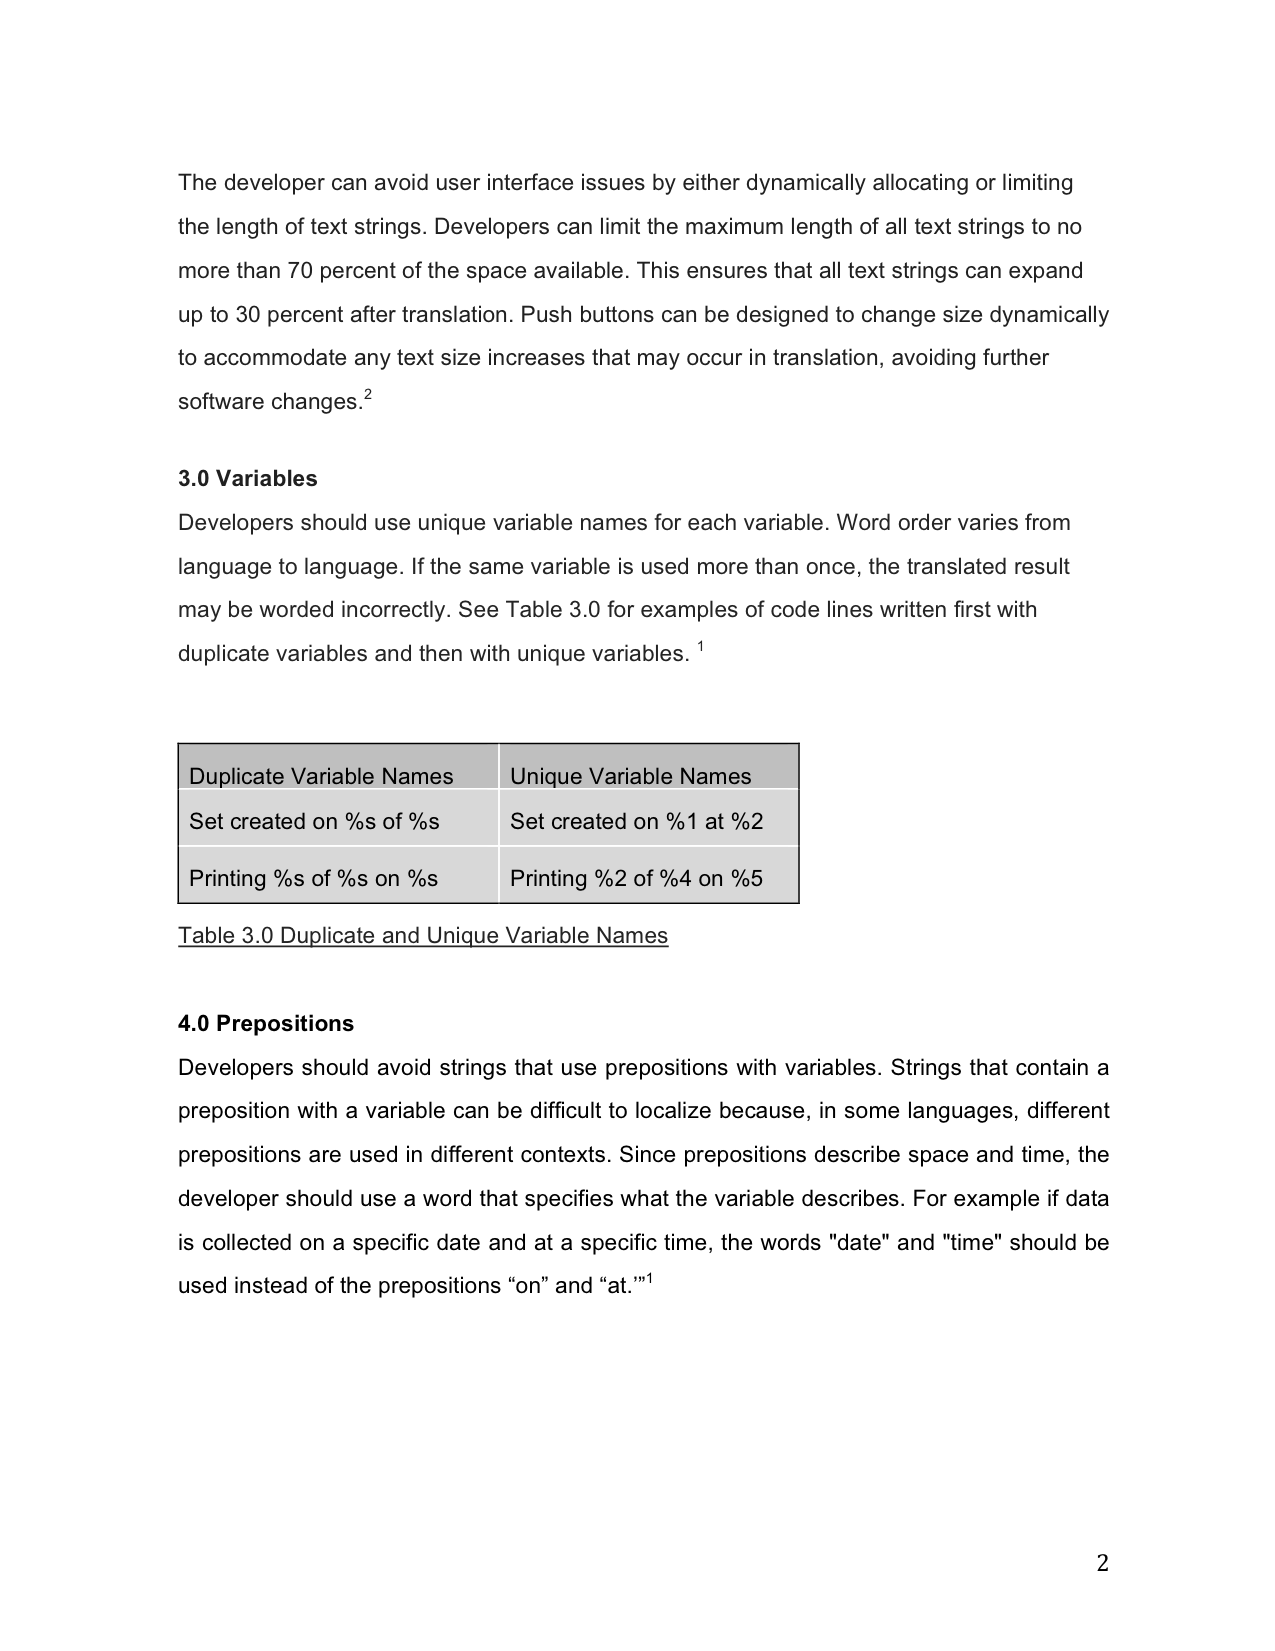 The developer can avoid user interface issues by either dynamically allocating or limiting
the length of text strings. Developers can limit the maximum length of all text strings to no
more than 70 percent of the space available. This ensures that all text strings can expand
up to 30 percent after translation. Push buttons can be designed to change size dynamically
to accommodate any text size increases that may occur in translation, avoiding further
software changes.2
3.0 Variables
Developers should use unique variable names for each variable. Word order varies from
language to language. If the same variable is used more than once, the translated result
may be worded incorrectly. See Table 3.0 for examples of code lines written first with
duplicate variables and then with unique variables. 1
Duplicate Variable Names Unique Variable Names
Set created on %s of %s Set created on %1 at %2
Printing %s of %s on %s Printing %2 of %4 on %5
Table 3.0 Duplicate and Unique Variable Names
4.0 Prepositions
Developers should avoid strings that use prepositions with variables. Strings that contain a
preposition with a variable can be difficult to localize because, in some languages, different
prepositions are used in different contexts. Since prepositions describe space and time, the
developer should use a word that specifies what the variable describes. For example if data
is collected on a specific date and at a specific time, the words "date" and "time" should be
used instead of the prepositions “on” and “at.’”1
2